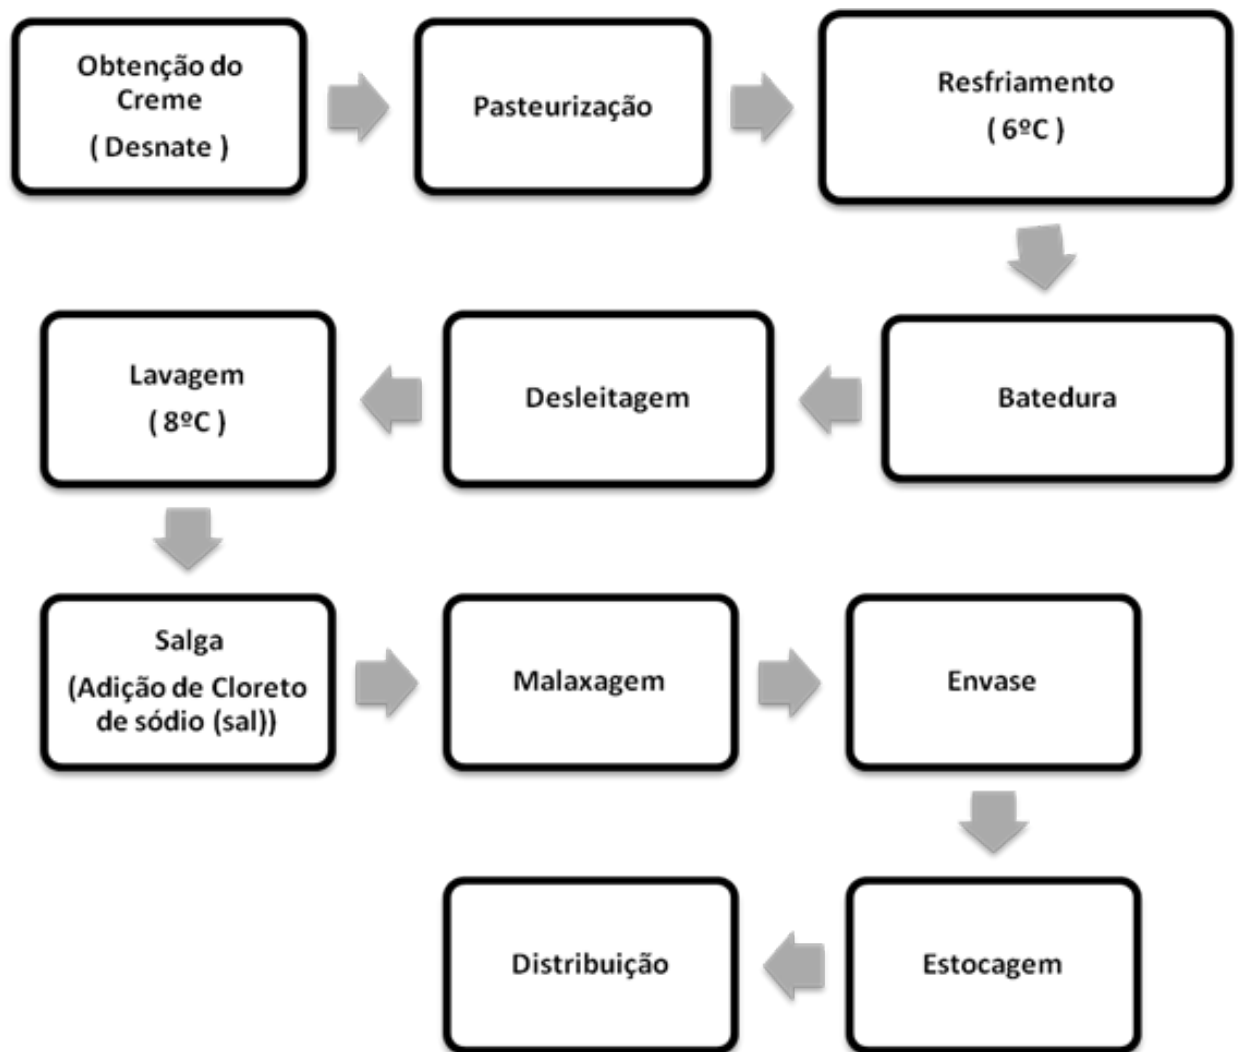 Obtenção do
Creme
( Desnate )
Pasteurização
Resfriamento
( 6ºC )
Batedura
Desleitagem
Lavagem
( 8ºC )
Salga
(Adição de Cloreto
de sódio (sal))
Malaxagem
Envase
Estocagem
Distribuição